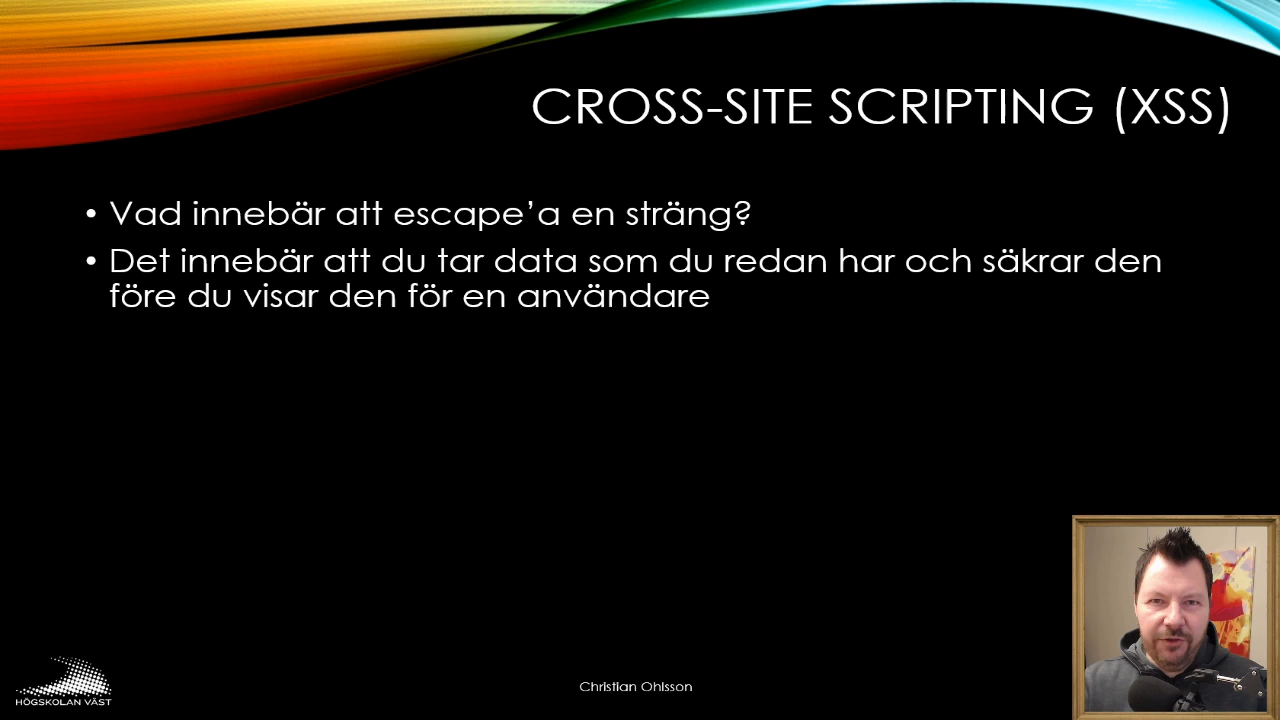 CROSS-SITE SCRIPTING (XSS)
• Vad innebär att escape’a en sträng?
• Det innebär att du tar data som du redan har och säkrar den
före du visar den för en användare
Christian Ohlsson
HÖGSKOLAN VÄST